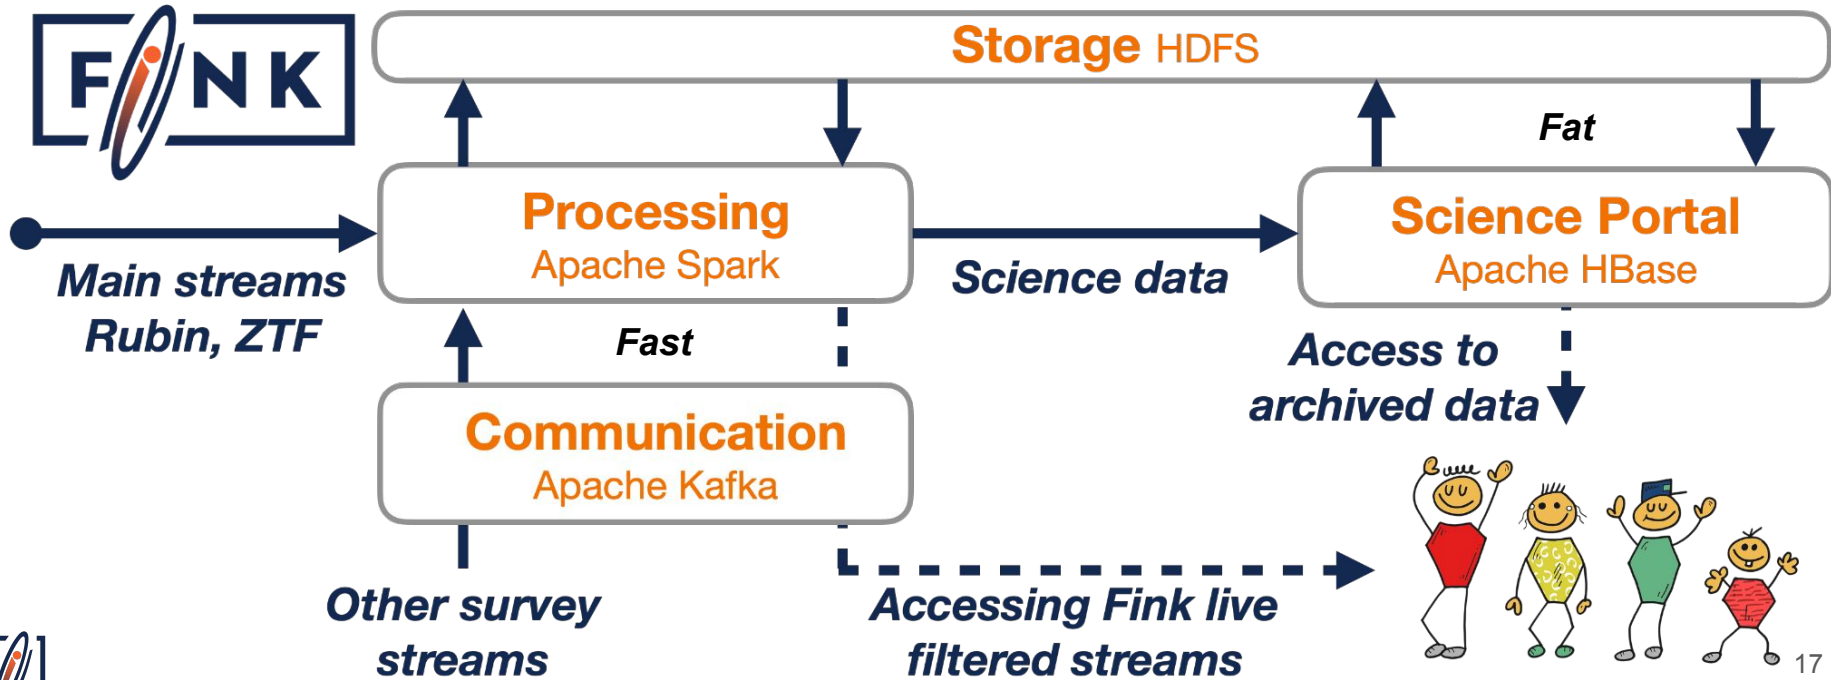 FINK
Storage HDFS
Fat
Processing
Apache Spark
Science Portal
Apache HBase
Main streams
Rubin, ZTF
Science data
Fast
Access to
archived data
Communication
Apache Kafka
Other survey
streams
Accessing Fink live
filtered streams
17